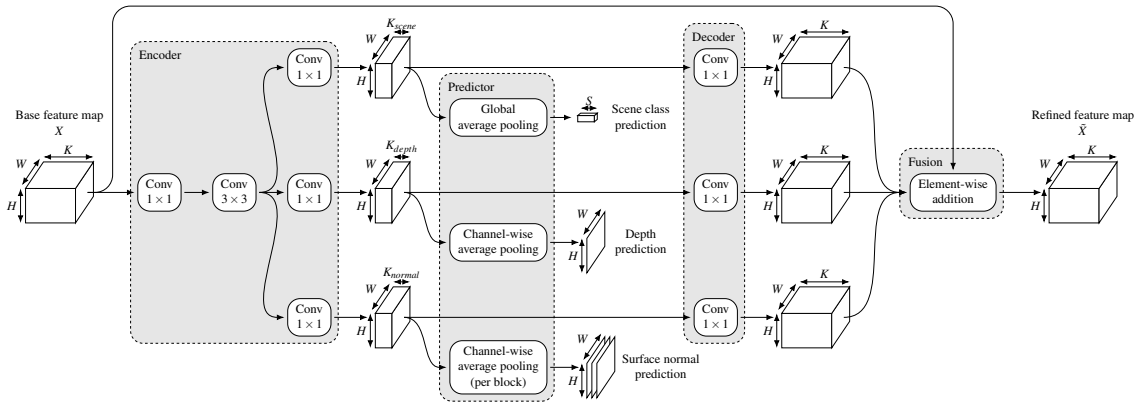 K_scene
W
H
W
K
H
Encoder
Conv
1 × 1
Decoder
Conv
1 × 1
Predictor
Global
average pooling
S
Scene class
prediction
Base feature map
X
W
K
H
Refined feature map
X̃
W
K
H
K_depth
W
H
Conv
1 × 1
Conv
3 × 3
Conv
1 × 1
Conv
1 × 1
W
K
H
Fusion
Element-wise
addition
Channel-wise
average pooling
W
H
Depth
prediction
K_normal
W
H
Conv
1 × 1
Conv
1 × 1
W
K
H
Channel-wise
average pooling
(per block)
W
H
Surface normal
prediction